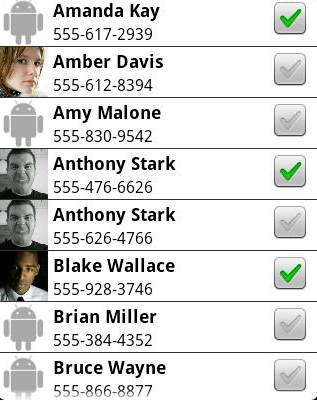 Amanda Kay
555-617-2939
Amber Davis
555-612-8394
Amy Malone
555-830-9542
Anthony Stark
555-476-6626
Anthony Stark
555-626-4766
Blake Wallace
555-928-3746
Brian Miller
555-384-4352
Bruce Wayne
555-866-8877